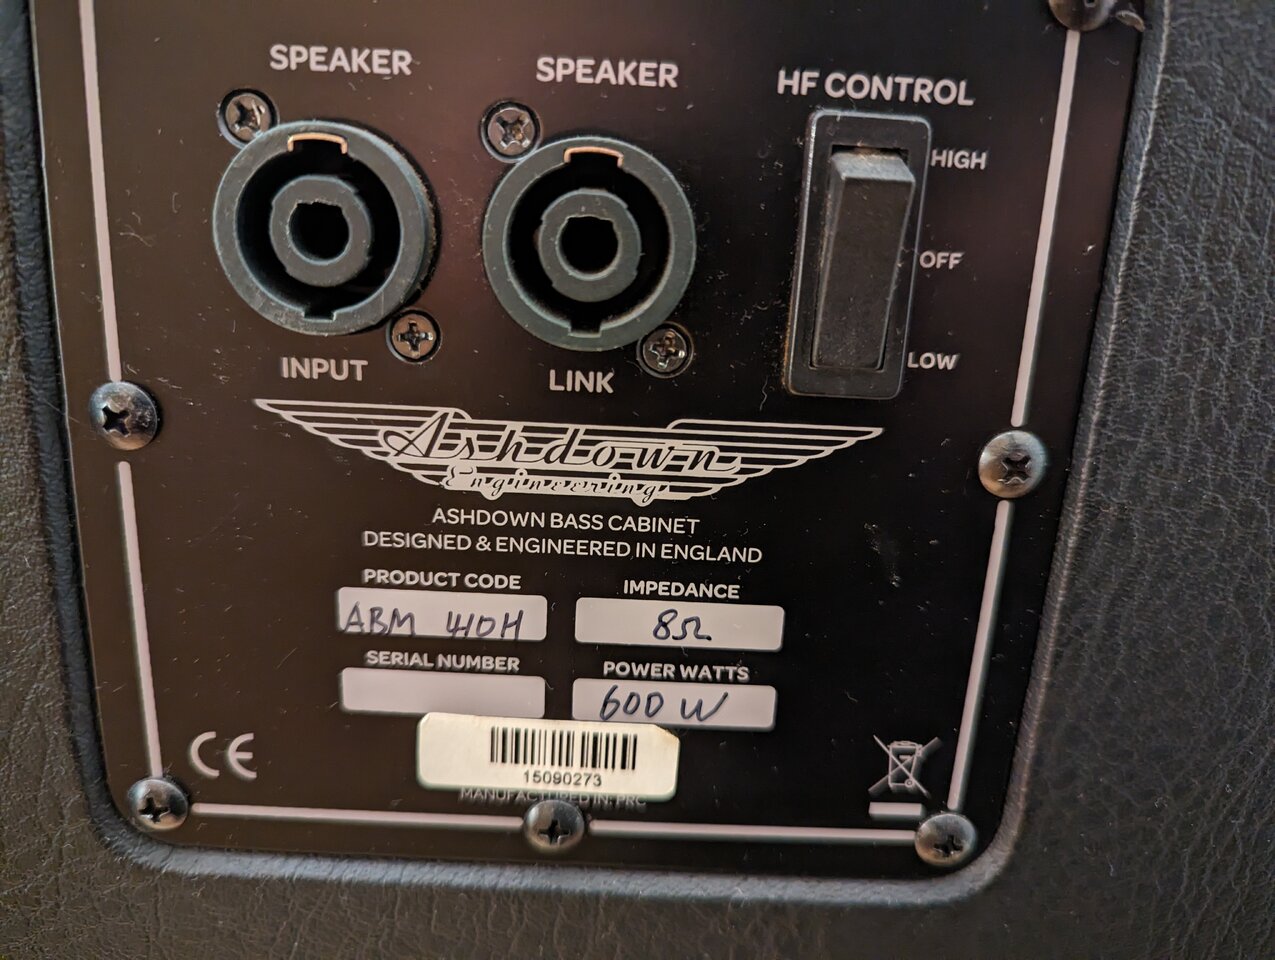 SPEAKER
SPEAKER
HF CONTROL
HIGH
OFF
LOW
INPUT
LINK
Ashdown
Engineering
ASHDOWN BASS CABINET
DESIGNED & ENGINEERED IN ENGLAND
PRODUCT CODE
IMPEDANCE
ABM 410H
8Ω
SERIAL NUMBER
POWER WATTS
600 W
15090273
MANUFACTURED IN: PRC
CE